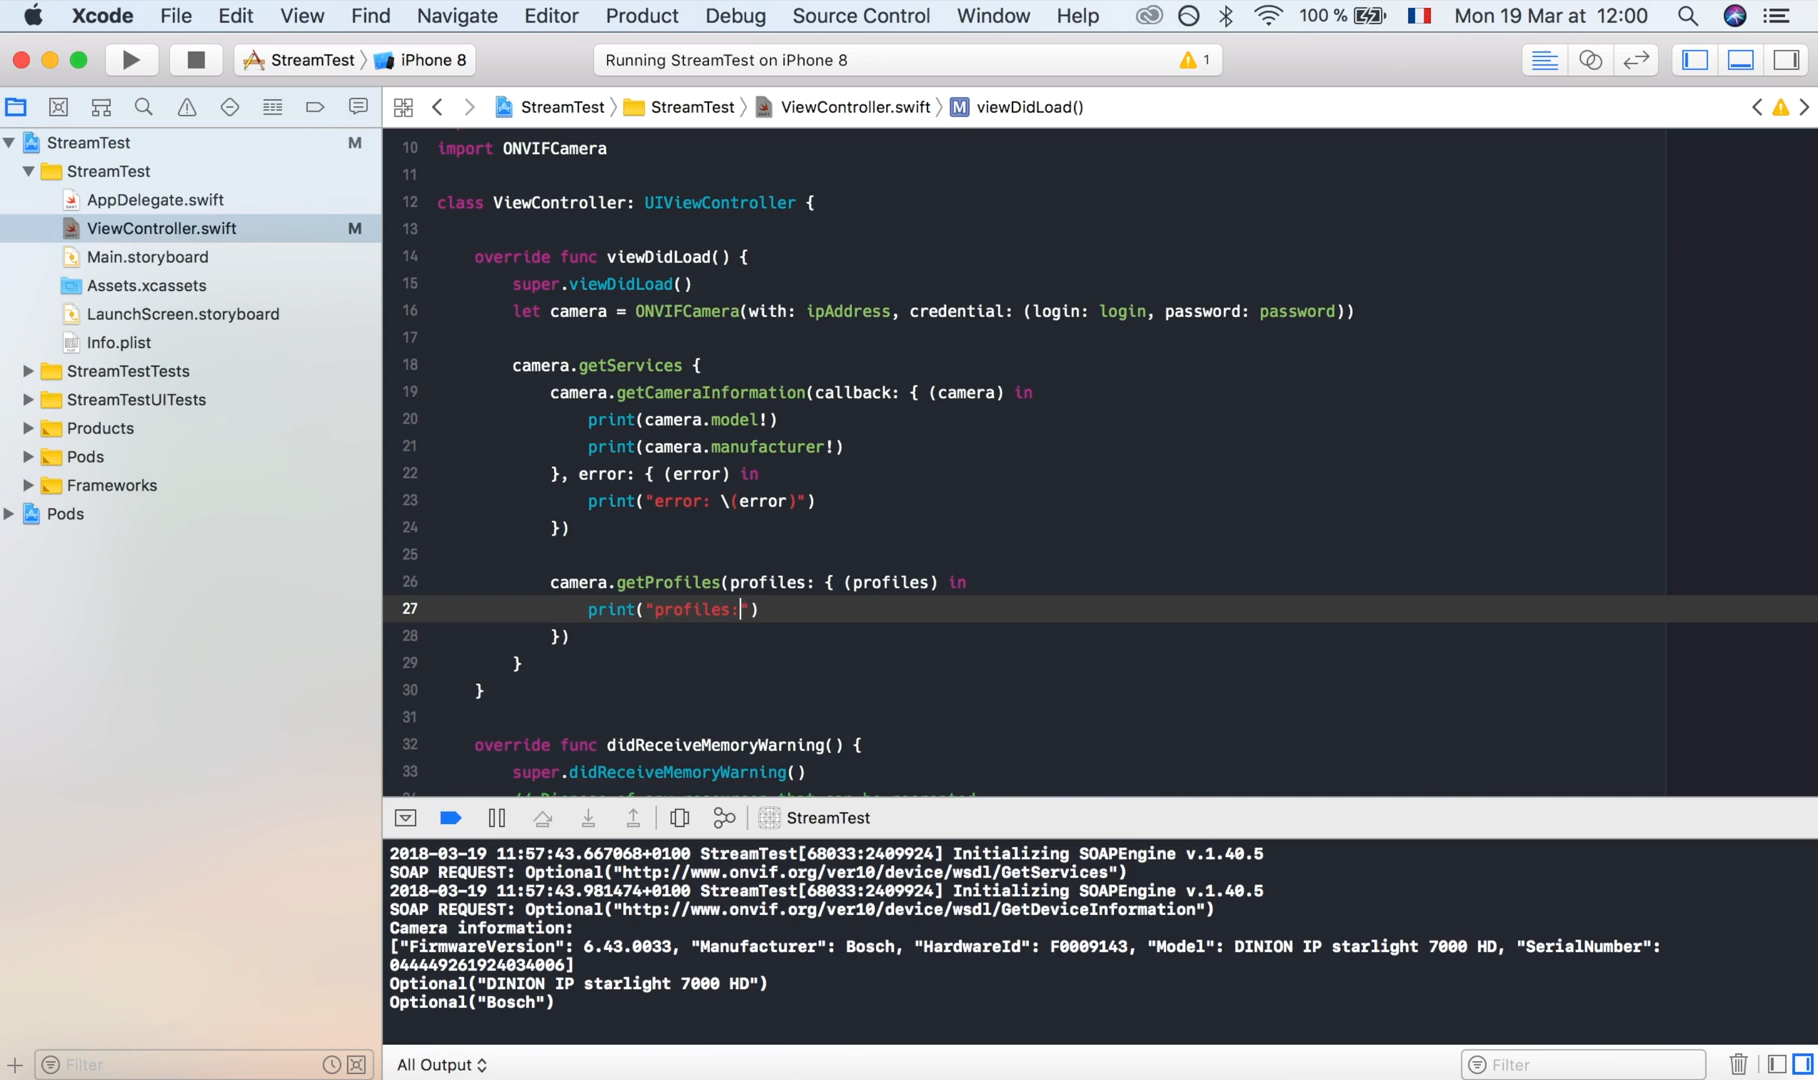 Xcode File Edit View Find Navigate Editor Product Debug Source Control Window Help 100 % Mon 19 Mar at 12:00
StreamTest iPhone 8 Running StreamTest on iPhone 8 1
StreamTest StreamTest ViewController.swift M viewDidLoad()
StreamTest M
StreamTest
AppDelegate.swift
ViewController.swift M
Main.storyboard
Assets.xcassets
LaunchScreen.storyboard
Info.plist
StreamTestTests
StreamTestUITests
Products
Pods
Frameworks
Pods
Filter
10 import ONVIFCamera
11
12 class ViewController: UIViewController {
13
14 override func viewDidLoad() {
15 super.viewDidLoad()
16 let camera = ONVIFCamera(with: ipAddress, credential: (login: login, password: password))
17
18 camera.getServices {
19 camera.getCameraInformation(callback: { (camera) in
20 print(camera.model!)
21 print(camera.manufacturer!)
22 }, error: { (error) in
23 print("error: \(error)")
24 })
25
26 camera.getProfiles(profiles: { (profiles) in
27 print("profiles:")
28 })
29 }
30 }
31
32 override func didReceiveMemoryWarning() {
33 super.didReceiveMemoryWarning()
StreamTest
2018-03-19 11:57:43.667068+0100 StreamTest[68033:2409924] Initializing SOAPEngine v.1.40.5
SOAP REQUEST: Optional("http://www.onvif.org/ver10/device/wsdl/GetServices")
2018-03-19 11:57:43.981474+0100 StreamTest[68033:2409924] Initializing SOAPEngine v.1.40.5
SOAP REQUEST: Optional("http://www.onvif.org/ver10/device/wsdl/GetDeviceInformation")
Camera information:
["FirmwareVersion": 6.43.0033, "Manufacturer": Bosch, "HardwareId": F0009143, "Model": DINION IP starlight 7000 HD, "SerialNumber":
044449261924034006]
Optional("DINION IP starlight 7000 HD")
Optional("Bosch")
All Output Filter